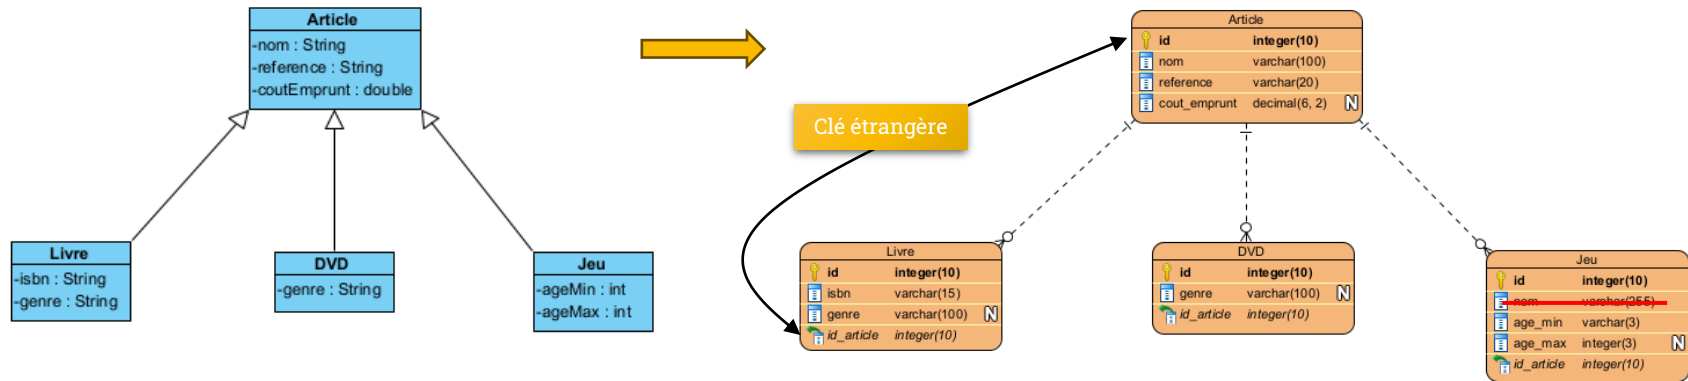 Article
-nom : String
-reference : String
-coutEmprunt : double
Livre
-isbn : String
-genre : String
DVD
-genre : String
Jeu
-ageMin : int
-ageMax : int
Clé étrangère
Article
id integer(10)
nom varchar(100)
reference varchar(20)
cout_emprunt decimal(6, 2) N
Livre
id integer(10)
isbn varchar(15)
genre varchar(100) N
id_article integer(10)
DVD
id integer(10)
genre varchar(100) N
id_article integer(10)
Jeu
id integer(10)
nom varchar(255)
age_min varchar(3)
age_max integer(3) N
id_article integer(10)